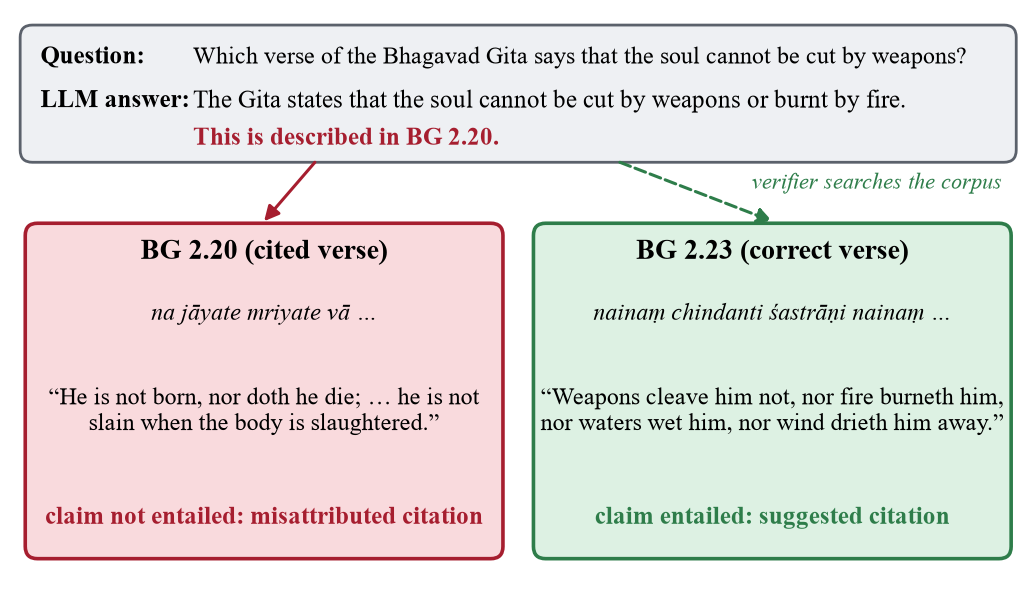 Question: Which verse of the Bhagavad Gita says that the soul cannot be cut by weapons?
LLM answer: The Gita states that the soul cannot be cut by weapons or burnt by fire.
This is described in BG 2.20.
verifier searches the corpus
BG 2.20 (cited verse)
na jāyate mriyate vā …
“He is not born, nor doth he die; … he is not
slain when the body is slaughtered.”
claim not entailed: misattributed citation
BG 2.23 (correct verse)
nainaṃ chindanti śastrāṇi nainaṃ …
“Weapons cleave him not, nor fire burneth him,
nor waters wet him, nor wind drieth him away.”
claim entailed: suggested citation